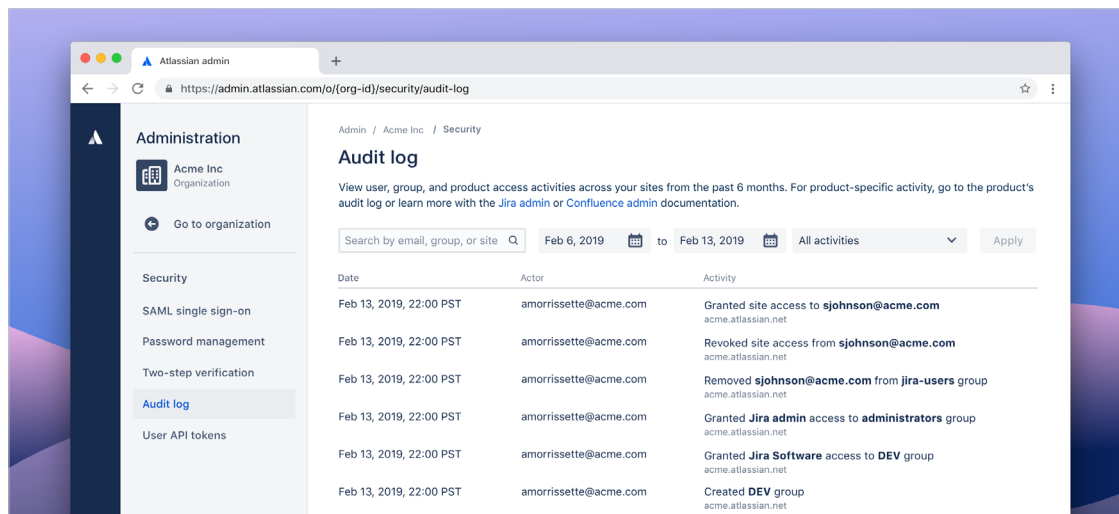 Atlassian admin
https://admin.atlassian.com/o/{org-id}/security/audit-log
Administration
Acme Inc
Organization
Go to organization
Security
SAML single sign-on
Password management
Two-step verification
Audit log
User API tokens
Admin / Acme Inc / Security
Audit log
View user, group, and product access activities across your sites from the past 6 months. For product-specific activity, go to the product's
audit log or learn more with the Jira admin or Confluence admin documentation.
Search by email, group, or site Feb 6, 2019 to Feb 13, 2019 All activities Apply
Date Actor Activity
Feb 13, 2019, 22:00 PST amorrissette@acme.com Granted site access to sjohnson@acme.com
acme.atlassian.net
Feb 13, 2019, 22:00 PST amorrissette@acme.com Revoked site access from sjohnson@acme.com
acme.atlassian.net
Feb 13, 2019, 22:00 PST amorrissette@acme.com Removed sjohnson@acme.com from jira-users group
acme.atlassian.net
Feb 13, 2019, 22:00 PST amorrissette@acme.com Granted Jira admin access to administrators group
acme.atlassian.net
Feb 13, 2019, 22:00 PST amorrissette@acme.com Granted Jira Software access to DEV group
acme.atlassian.net
Feb 13, 2019, 22:00 PST amorrissette@acme.com Created DEV group
acme.atlassian.net